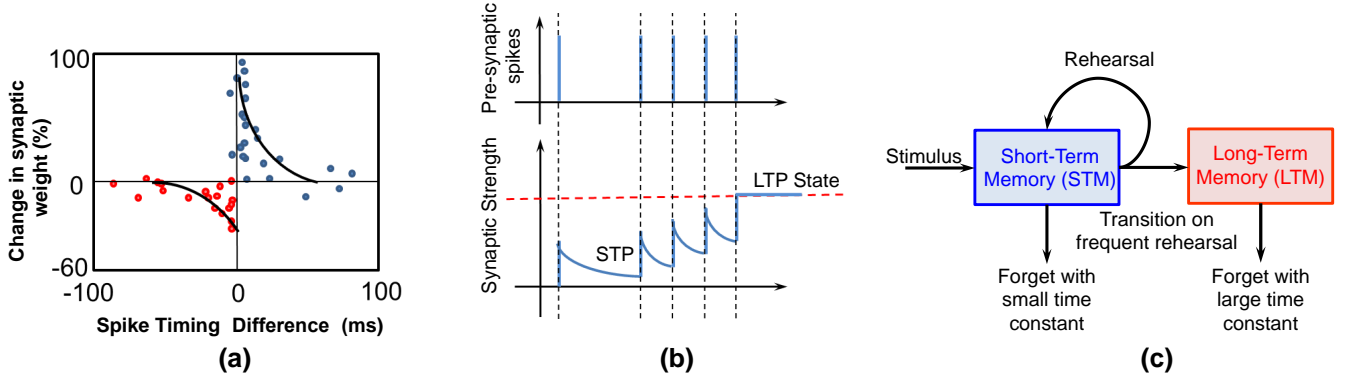 100
0
-60
-100
0
100
Change in synaptic
weight (%)
Spike Timing Difference (ms)
(a)
Pre-synaptic
spikes
Synaptic Strength
LTP State
STP
(b)
Rehearsal
Stimulus
Short-Term
Memory (STM)
Long-Term
Memory (LTM)
Transition on
frequent rehearsal
Forget with
small time
constant
Forget with
large time
constant
(c)